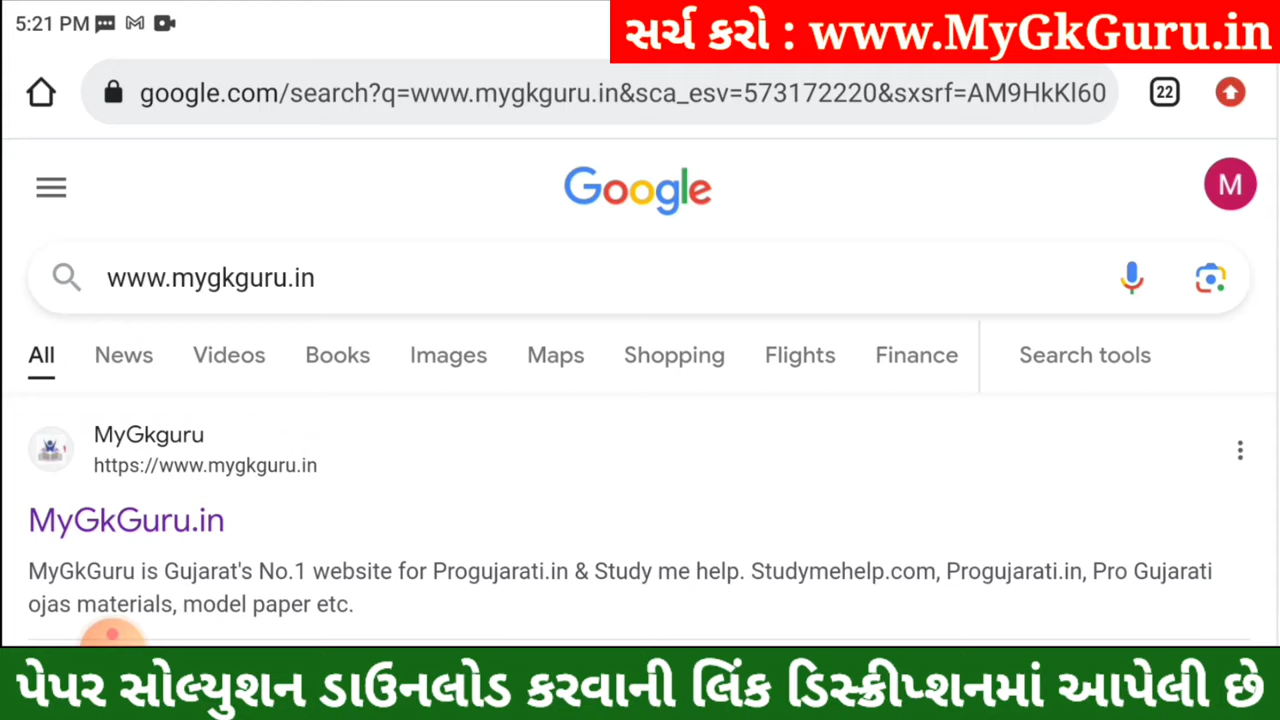 5:21 PM
સર્ચ કરો : www.MyGkGuru.in
google.com/search?q=www.mygkguru.in&sca_esv=573172220&sxsrf=AM9HkKl60
22
Google
M
www.mygkguru.in
All News Videos Books Images Maps Shopping Flights Finance Search tools
MyGkguru
https://www.mygkguru.in
MyGkGuru.in
MyGkGuru is Gujarat's No.1 website for Progujarati.in & Study me help. Studymehelp.com, Progujarati.in, Pro Gujarati
ojas materials, model paper etc.
પેપર સોલ્યુશન ડાઉનલોડ કરવાની લિંક ડિસ્ક્રીપ્શનમાં આપેલી છે